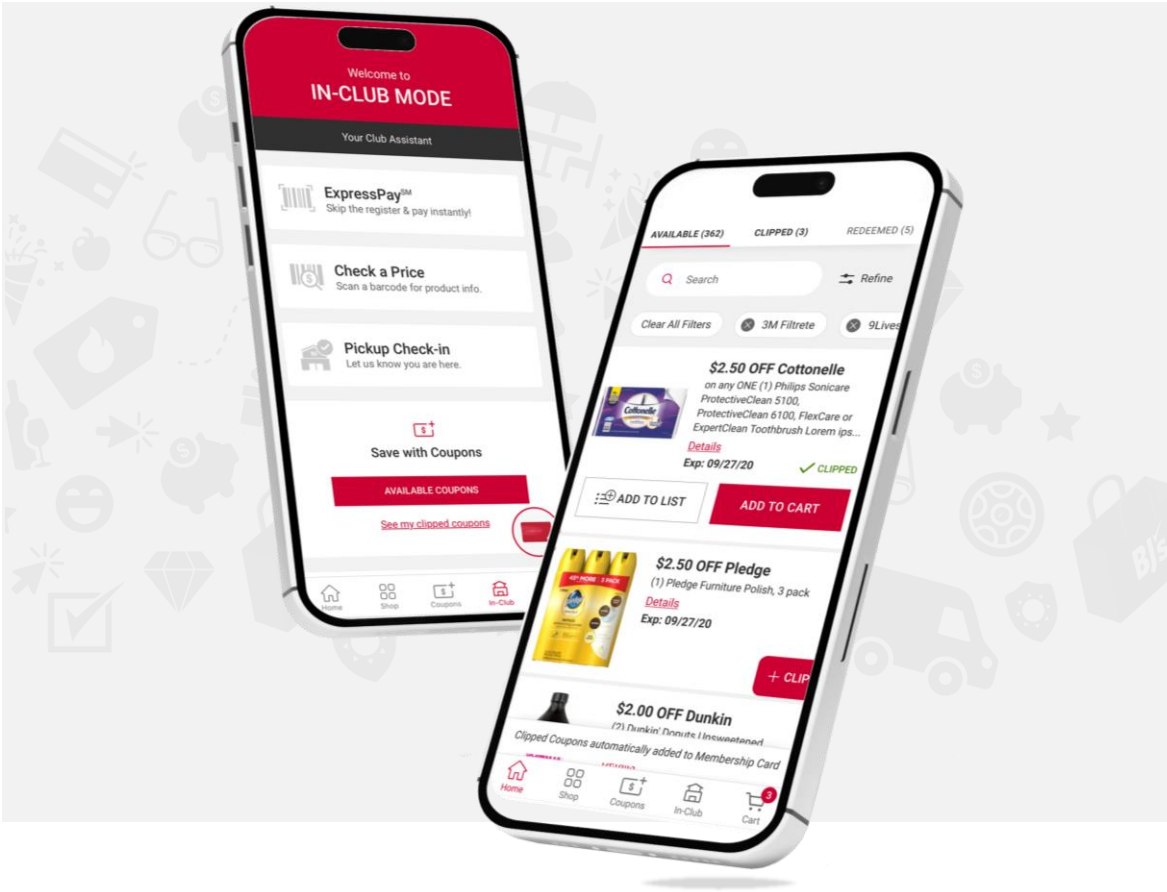 Welcome to
IN-CLUB MODE
Your Club Assistant
ExpressPay℠
Skip the register & pay instantly!
Check a Price
Scan a barcode for product info.
Pickup Check-in
Let us know you are here.
Save with Coupons
AVAILABLE COUPONS
See my clipped coupons
Home
Shop
Coupons
In-Club
AVAILABLE (362)
CLIPPED (3)
REDEEMED (5)
Search
Refine
Clear All Filters
3M Filtrete
9Lives
$2.50 OFF Cottonelle
on any ONE (1) Philips Sonicare
ProtectiveClean 5100,
ProtectiveClean 6100, FlexCare or
ExpertClean Toothbrush Lorem ips...
Details
Exp: 09/27/20
CLIPPED
Cottonelle
ADD TO LIST
ADD TO CART
$2.50 OFF Pledge
(1) Pledge Furniture Polish, 3 pack
Details
Exp: 09/27/20
+ CLIP
$2.00 OFF Dunkin
(2) Dunkin' Donuts Unsweetened
Clipped Coupons automatically added to Membership Card
Home
Shop
Coupons
In-Club
3
Cart
BJ's